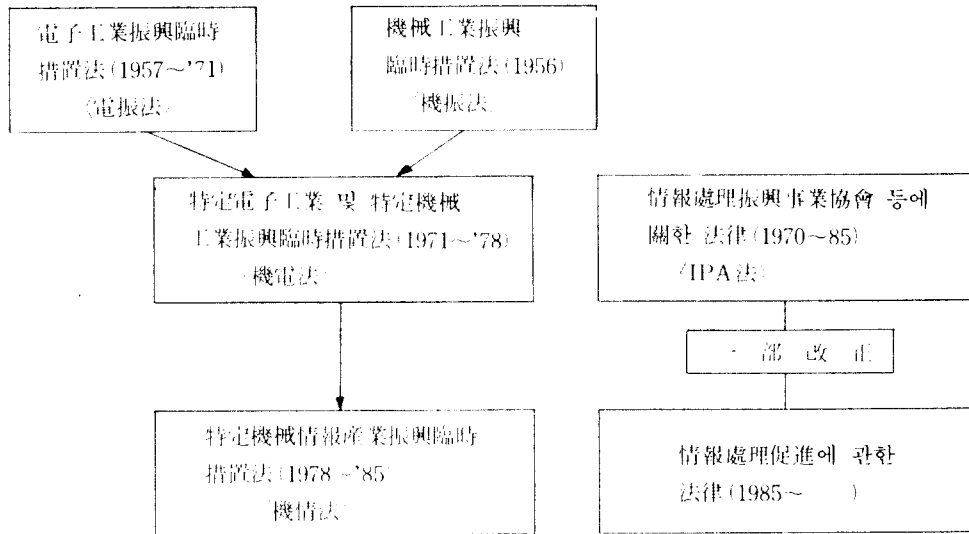 電子工業振興臨時
措置法(1957～'71)
(電振法)
機械工業振興
臨時措置法(1956)
(機振法)
特定電子工業 및 特定機械
工業振興臨時措置法(1971～'78)
(機電法)
情報處理振興事業協會 등에
關한 法律(1970～85)
(IPA法)
一部改正
特定機械情報産業振興臨時
措置法(1978~'85)
(機情法)
情報處理促進에 관한
法律(1985～ )